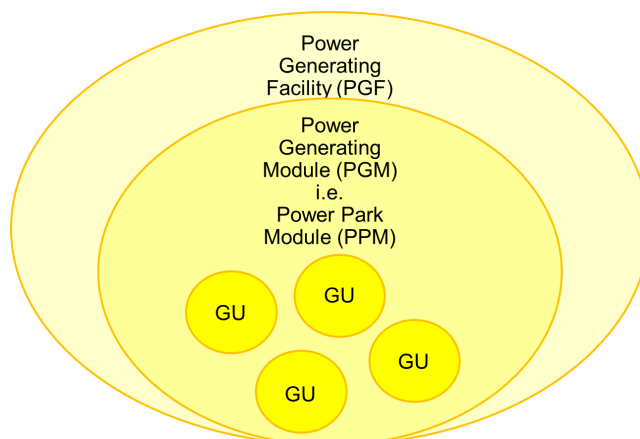 Power
Generating
Facility (PGF)
Power
Generating
Module (PGM)
i.e.
Power Park
Module (PPM)
GU
GU
GU
GU